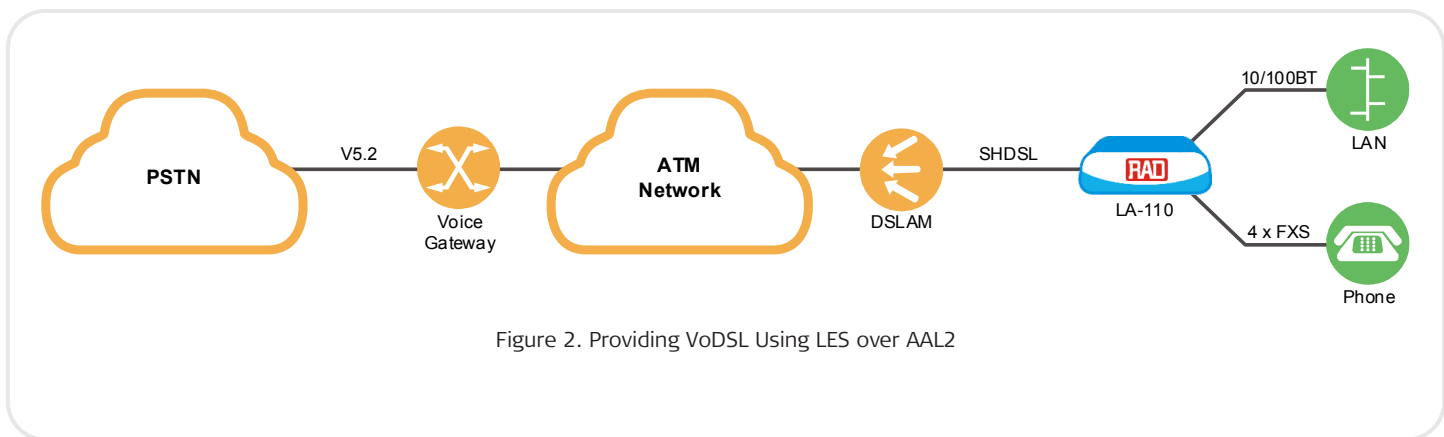 PSTN
V5.2
Voice
Gateway
ATM
Network
DSLAM
SHDSL
RAD
LA-110
10/100BT
LAN
4 x FXS
Phone
Figure 2. Providing VoDSL Using LES over AAL2